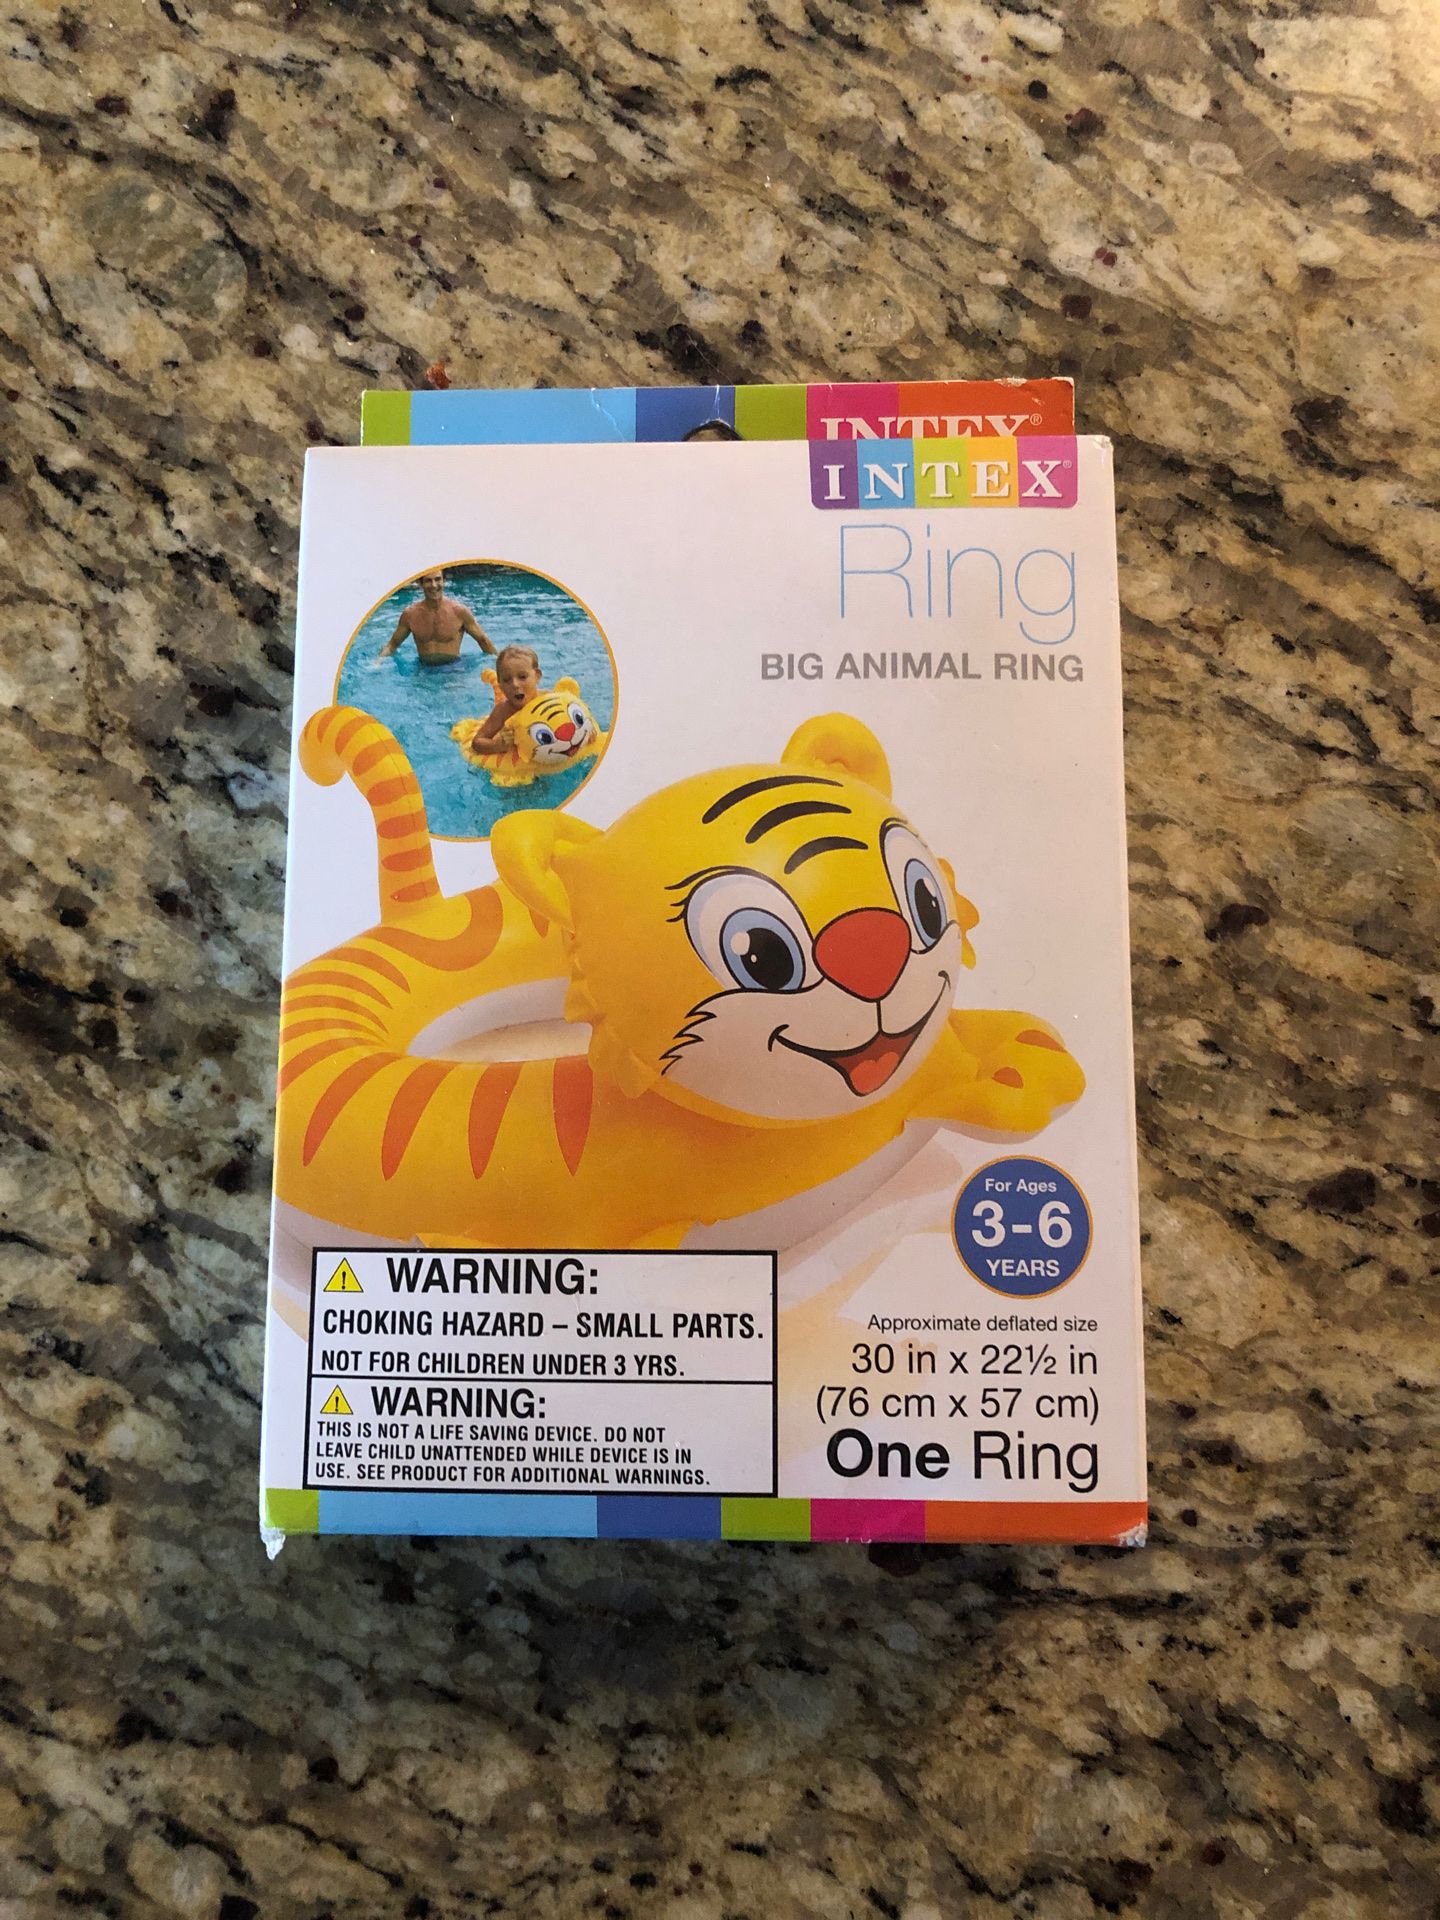 INTEX®
INTEX®
Ring
BIG ANIMAL RING
For Ages
3-6
YEARS
⚠ WARNING:
CHOKING HAZARD – SMALL PARTS.
NOT FOR CHILDREN UNDER 3 YRS.
⚠ WARNING:
THIS IS NOT A LIFE SAVING DEVICE. DO NOT
LEAVE CHILD UNATTENDED WHILE DEVICE IS IN
USE. SEE PRODUCT FOR ADDITIONAL WARNINGS.
Approximate deflated size
30 in x 22½ in
(76 cm x 57 cm)
One Ring